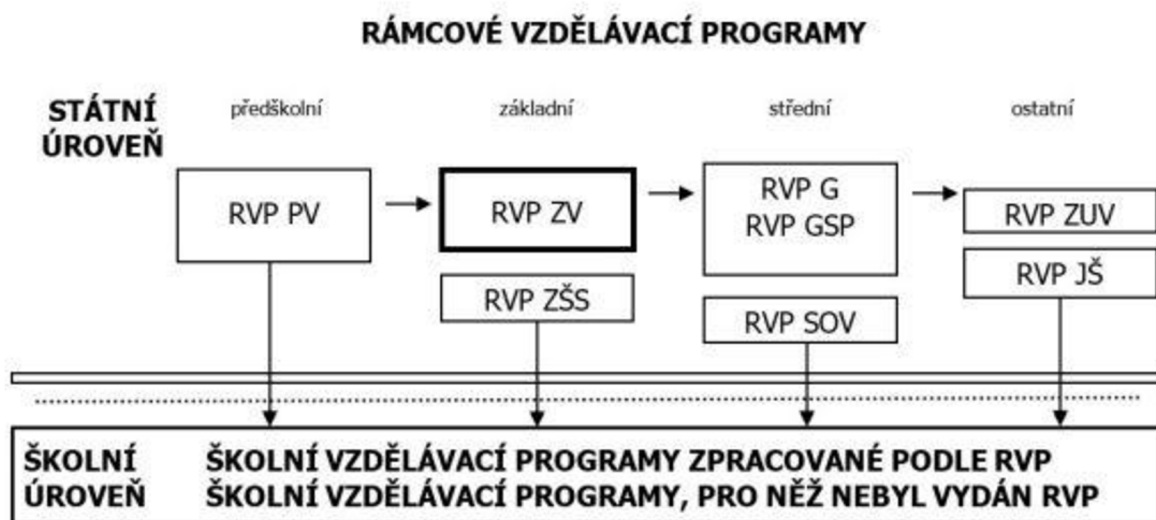 RÁMCOVÉ VZDĚLÁVACÍ PROGRAMY
STÁTNÍ ÚROVEŇ
předškolní
základní
střední
ostatní
RVP PV
RVP ZV
RVP G
RVP GSP
RVP ZUV
RVP ZŠS
RVP SOV
RVP JŠ
ŠKOLNÍ ÚROVEŇ
ŠKOLNÍ VZDĚLÁVACÍ PROGRAMY ZPRACOVANÉ PODLE RVP
ŠKOLNÍ VZDĚLÁVACÍ PROGRAMY, PRO NĚŽ NEBYL VYDÁN RVP